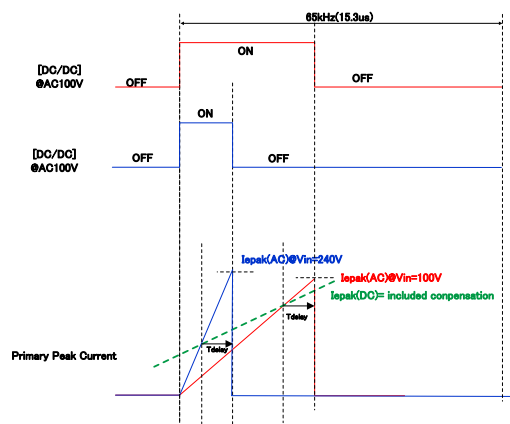 65kHz(15.3us)
ON
[DC/DC]
@AC100V
OFF
OFF
ON
[DC/DC]
@AC100V
OFF
OFF
Iepak(AC)@Vin=240V
Iepak(AC)@Vin=100V
Iepak(DC)= included conpensation
Tdelay
Tdelay
Primary Peak Current